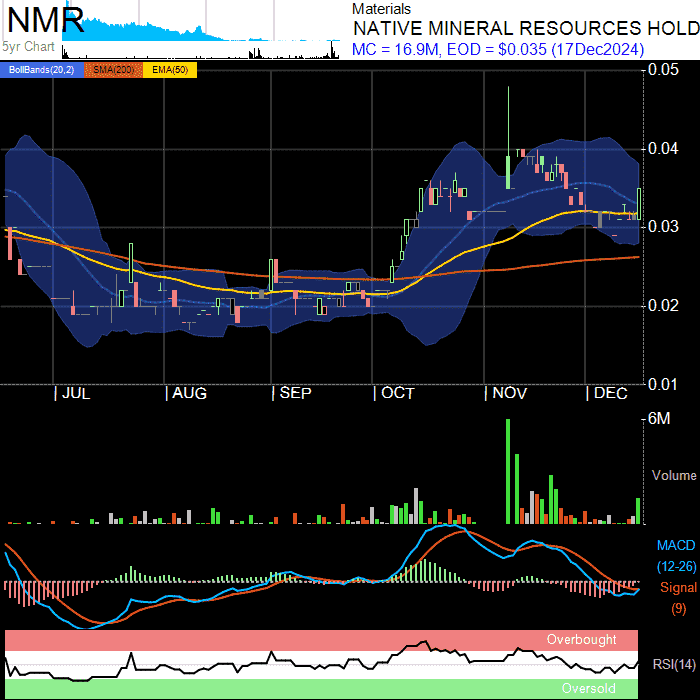 NMR
5yr Chart
Materials
NATIVE MINERAL RESOURCES HOLD
MC = 16.9M, EOD = $0.035 (17Dec2024)
BollBands(20,2) SMA(200) EMA(50)
0.05
0.04
0.03
0.02
0.01
| JUL | AUG | SEP | OCT | NOV | DEC
6M
Volume
MACD
(12-26)
Signal
(9)
Overbought
RSI(14)
Oversold